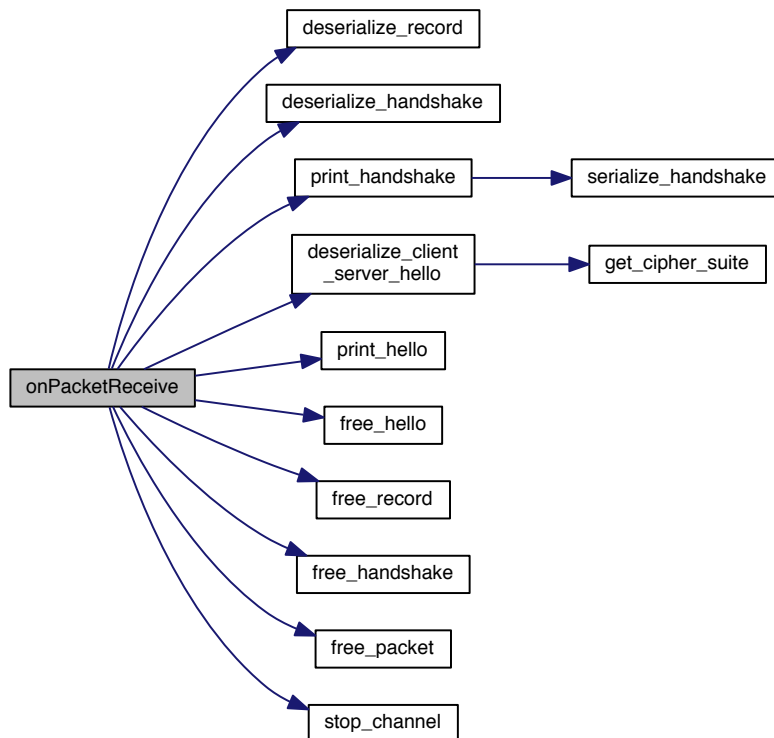 deserialize_record
deserialize_handshake
print_handshake
serialize_handshake
deserialize_client
_server_hello
get_cipher_suite
print_hello
onPacketReceive
free_hello
free_record
free_handshake
free_packet
stop_channel